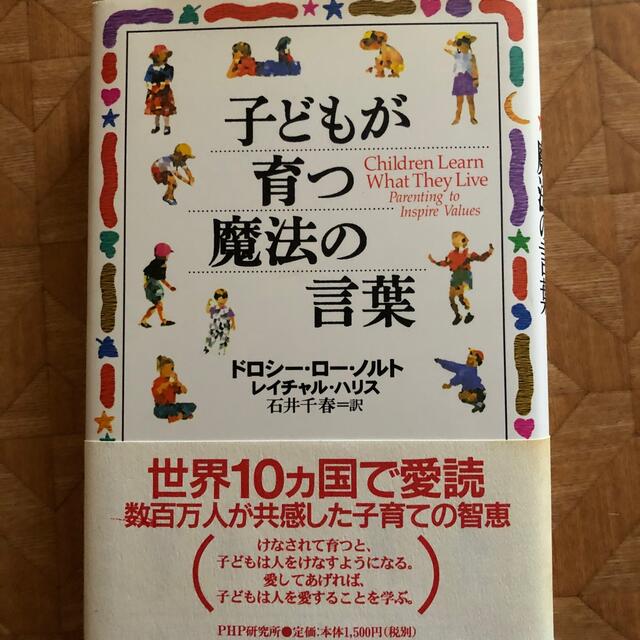 子どもが
育つ
魔法の
言葉
Children Learn
What They Live
Parenting to
Inspire Values
ドロシー・ロー・ノルト
レイチャル・ハリス
石井千春=訳
世界10ヵ国で愛読
数百万人が共感した子育ての智恵
けなされて育つと、
子どもは人をけなすようになる。
愛してあげれば、
子どもは人を愛することを学ぶ。
PHP研究所●定価:本体1,500円(税別)
魔法の言葉